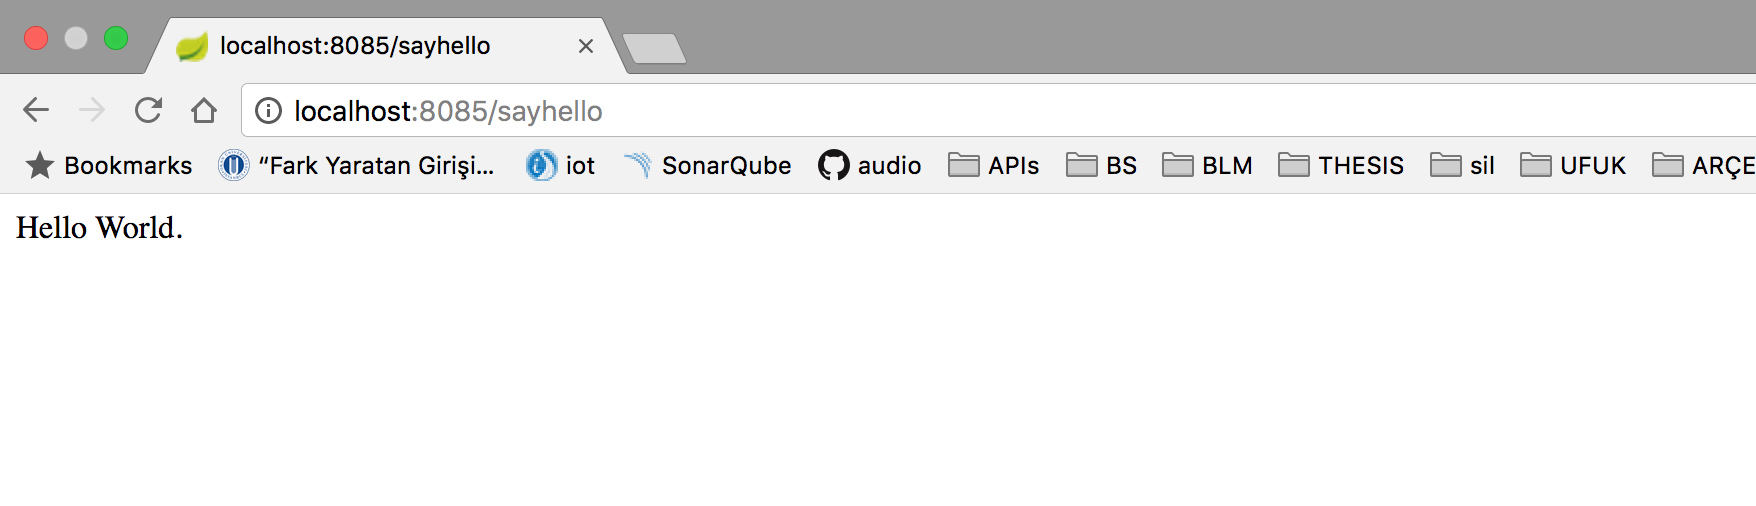 localhost:8085/sayhello
localhost:8085/sayhello
Bookmarks “Fark Yaratan Girişi... iot SonarQube audio APIs BS BLM THESIS sil UFUK ARÇE
Hello World.